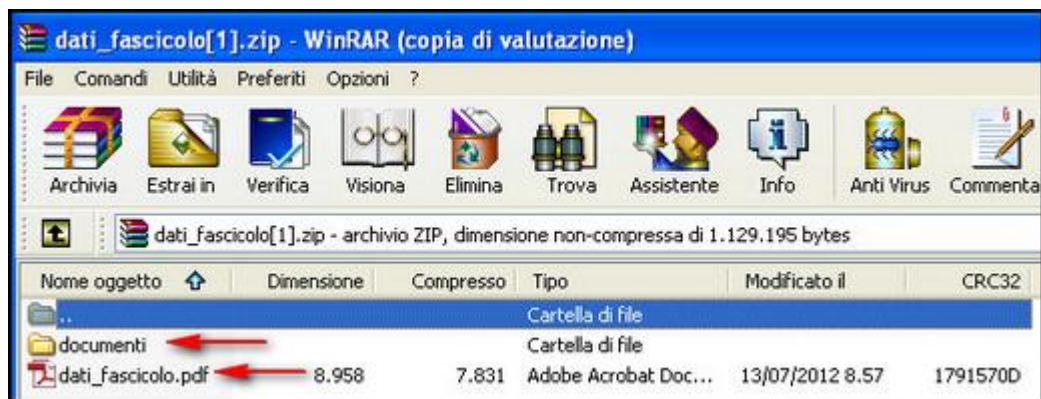 dati_fascicolo[1].zip - WinRAR (copia di valutazione)
File Comandi Utilità Preferiti Opzioni ?
Archivia Estrai in Verifica Visiona Elimina Trova Assistente Info Anti Virus Commenta
dati_fascicolo[1].zip - archivio ZIP, dimensione non-compressa di 1.129.195 bytes
Nome oggetto Dimensione Compresso Tipo Modificato il CRC32
.. Cartella di file
documenti Cartella di file
dati_fascicolo.pdf 8.958 7.831 Adobe Acrobat Doc... 13/07/2012 8.57 1791570D